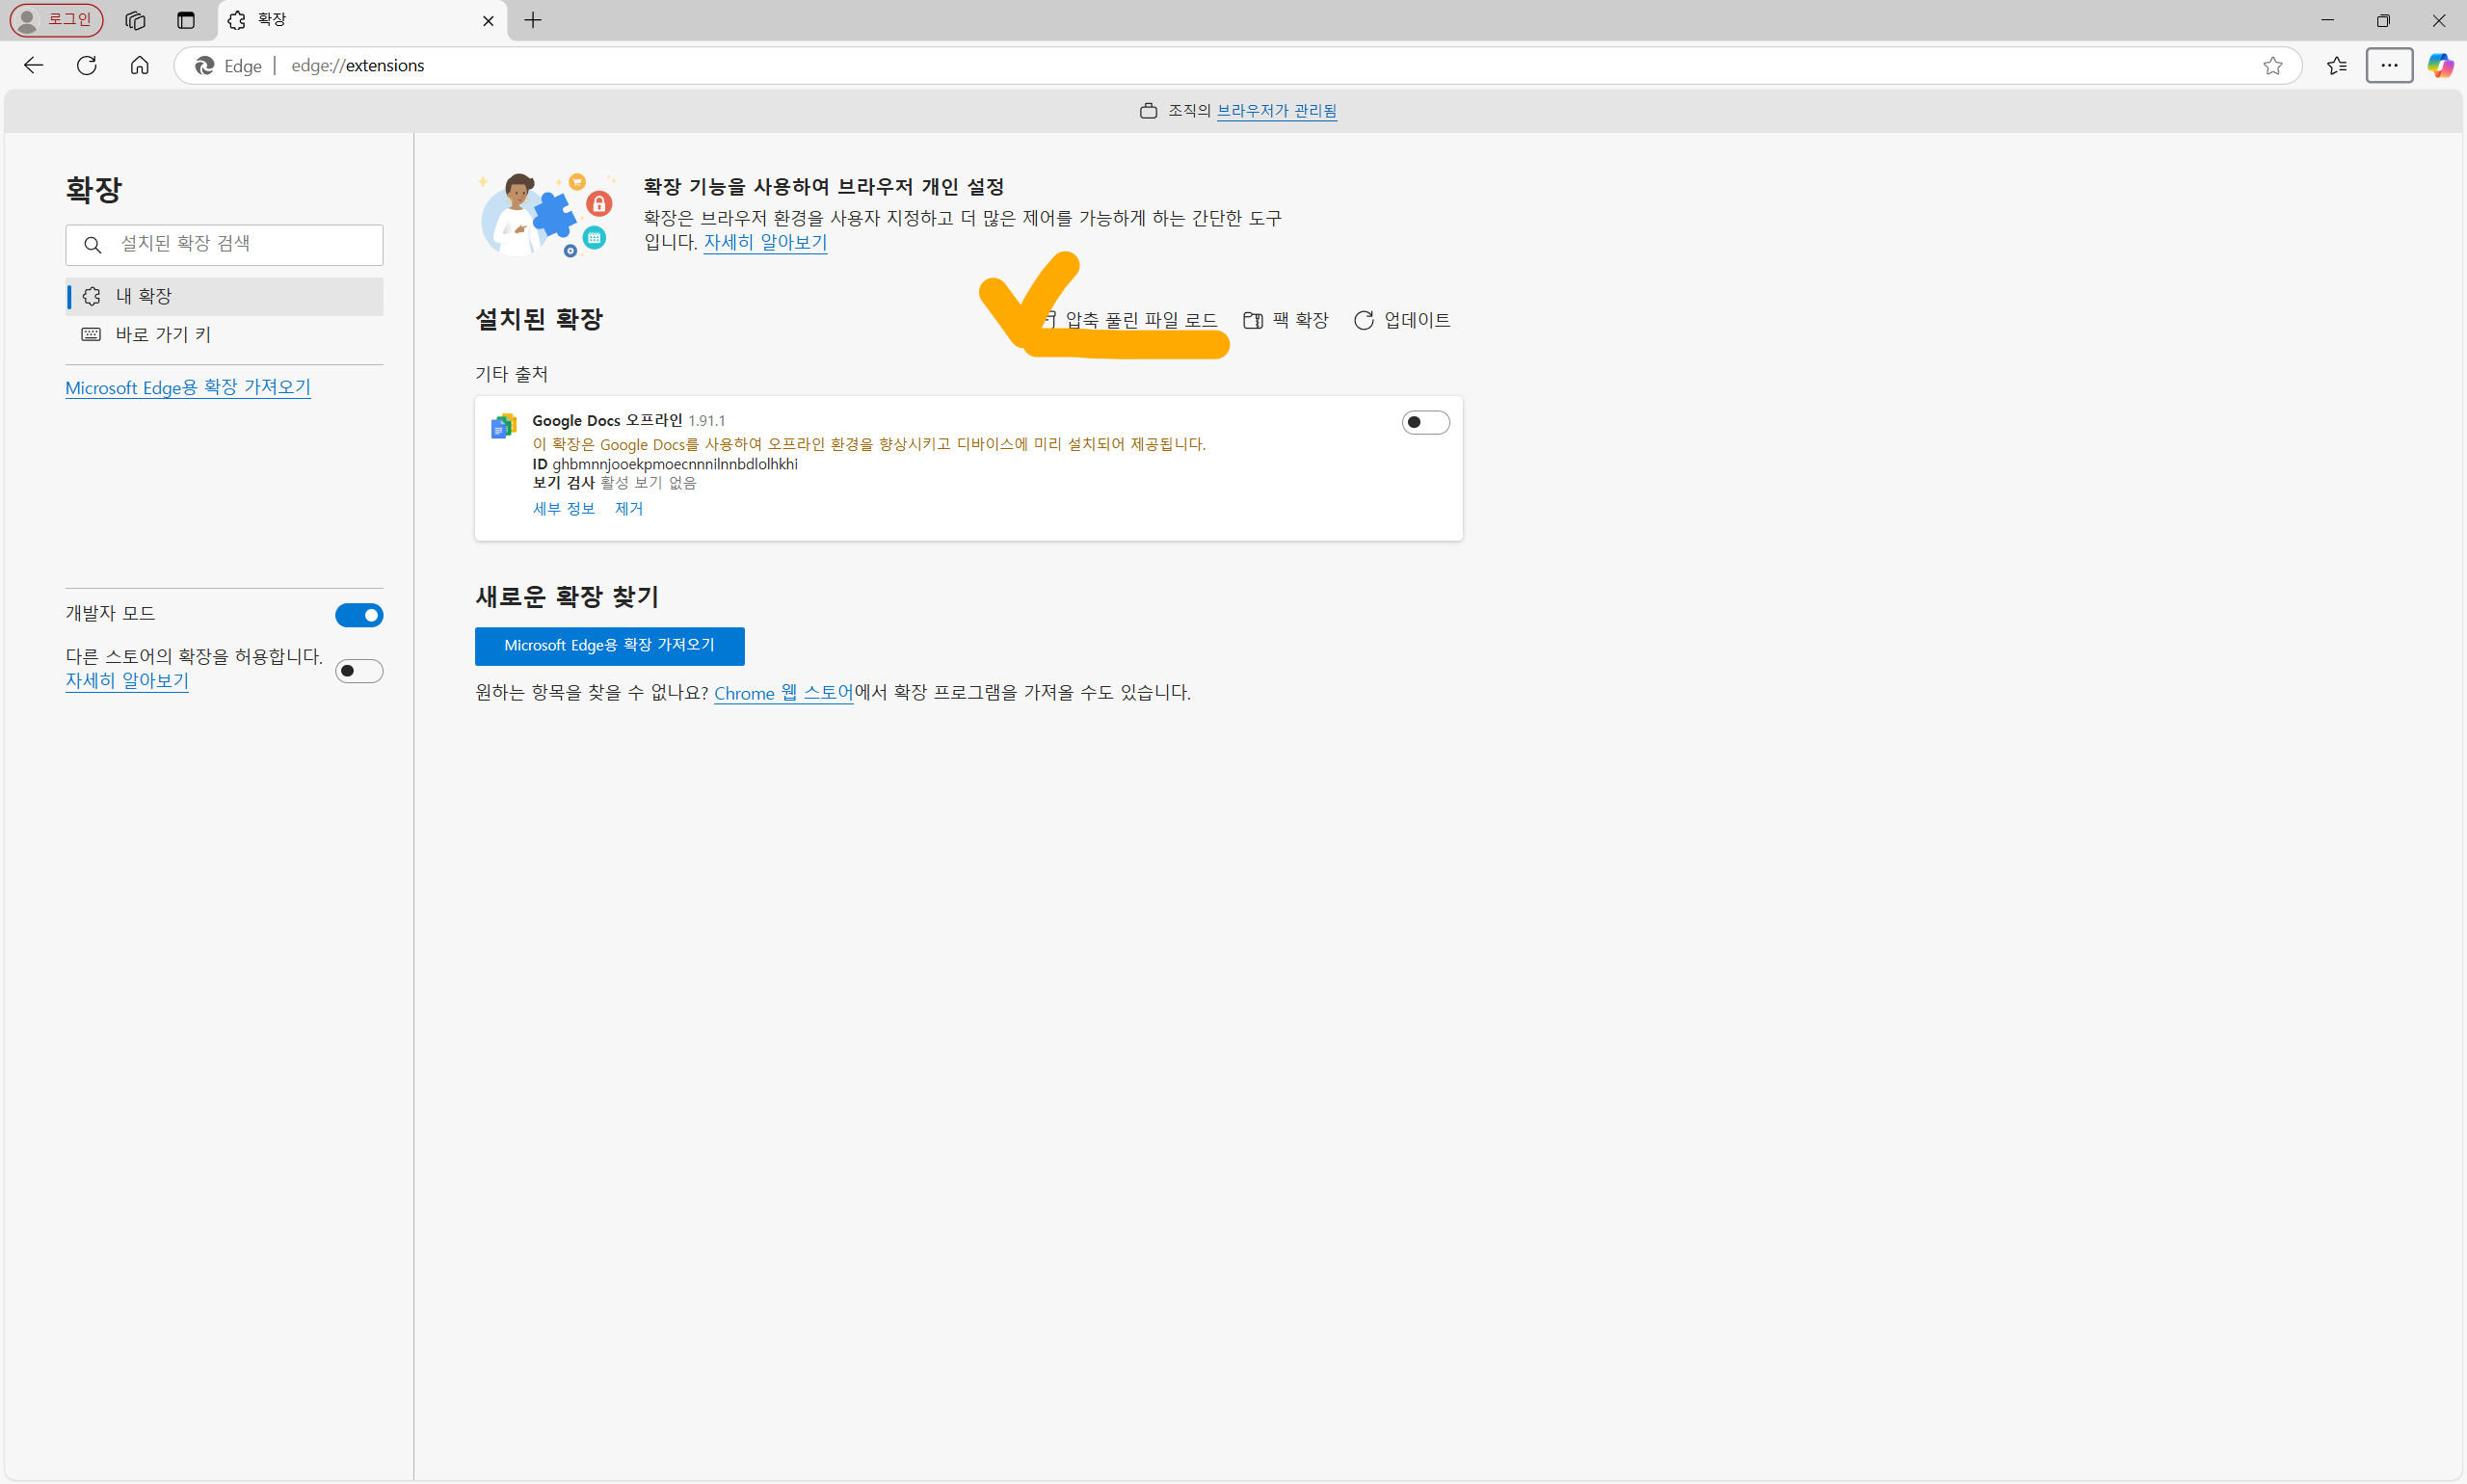 로그인
확장
Edge
edge://extensions
조직의 브라우저가 관리됨
확장
설치된 확장 검색
내 확장
바로 가기 키
Microsoft Edge용 확장 가져오기
개발자 모드
다른 스토어의 확장을 허용합니다.
자세히 알아보기
확장 기능을 사용하여 브라우저 개인 설정
확장은 브라우저 환경을 사용자 지정하고 더 많은 제어를 가능하게 하는 간단한 도구
입니다. 자세히 알아보기
설치된 확장
압축 풀린 파일 로드
팩 확장
업데이트
기타 출처
Google Docs 오프라인 1.91.1
이 확장은 Google Docs를 사용하여 오프라인 환경을 향상시키고 디바이스에 미리 설치되어 제공됩니다.
ID ghbmnnjooekpmoecnnnilnnbdlolhkhi
보기 검사 활성 보기 없음
세부 정보 제거
새로운 확장 찾기
Microsoft Edge용 확장 가져오기
원하는 항목을 찾을 수 없나요? Chrome 웹 스토어에서 확장 프로그램을 가져올 수도 있습니다.